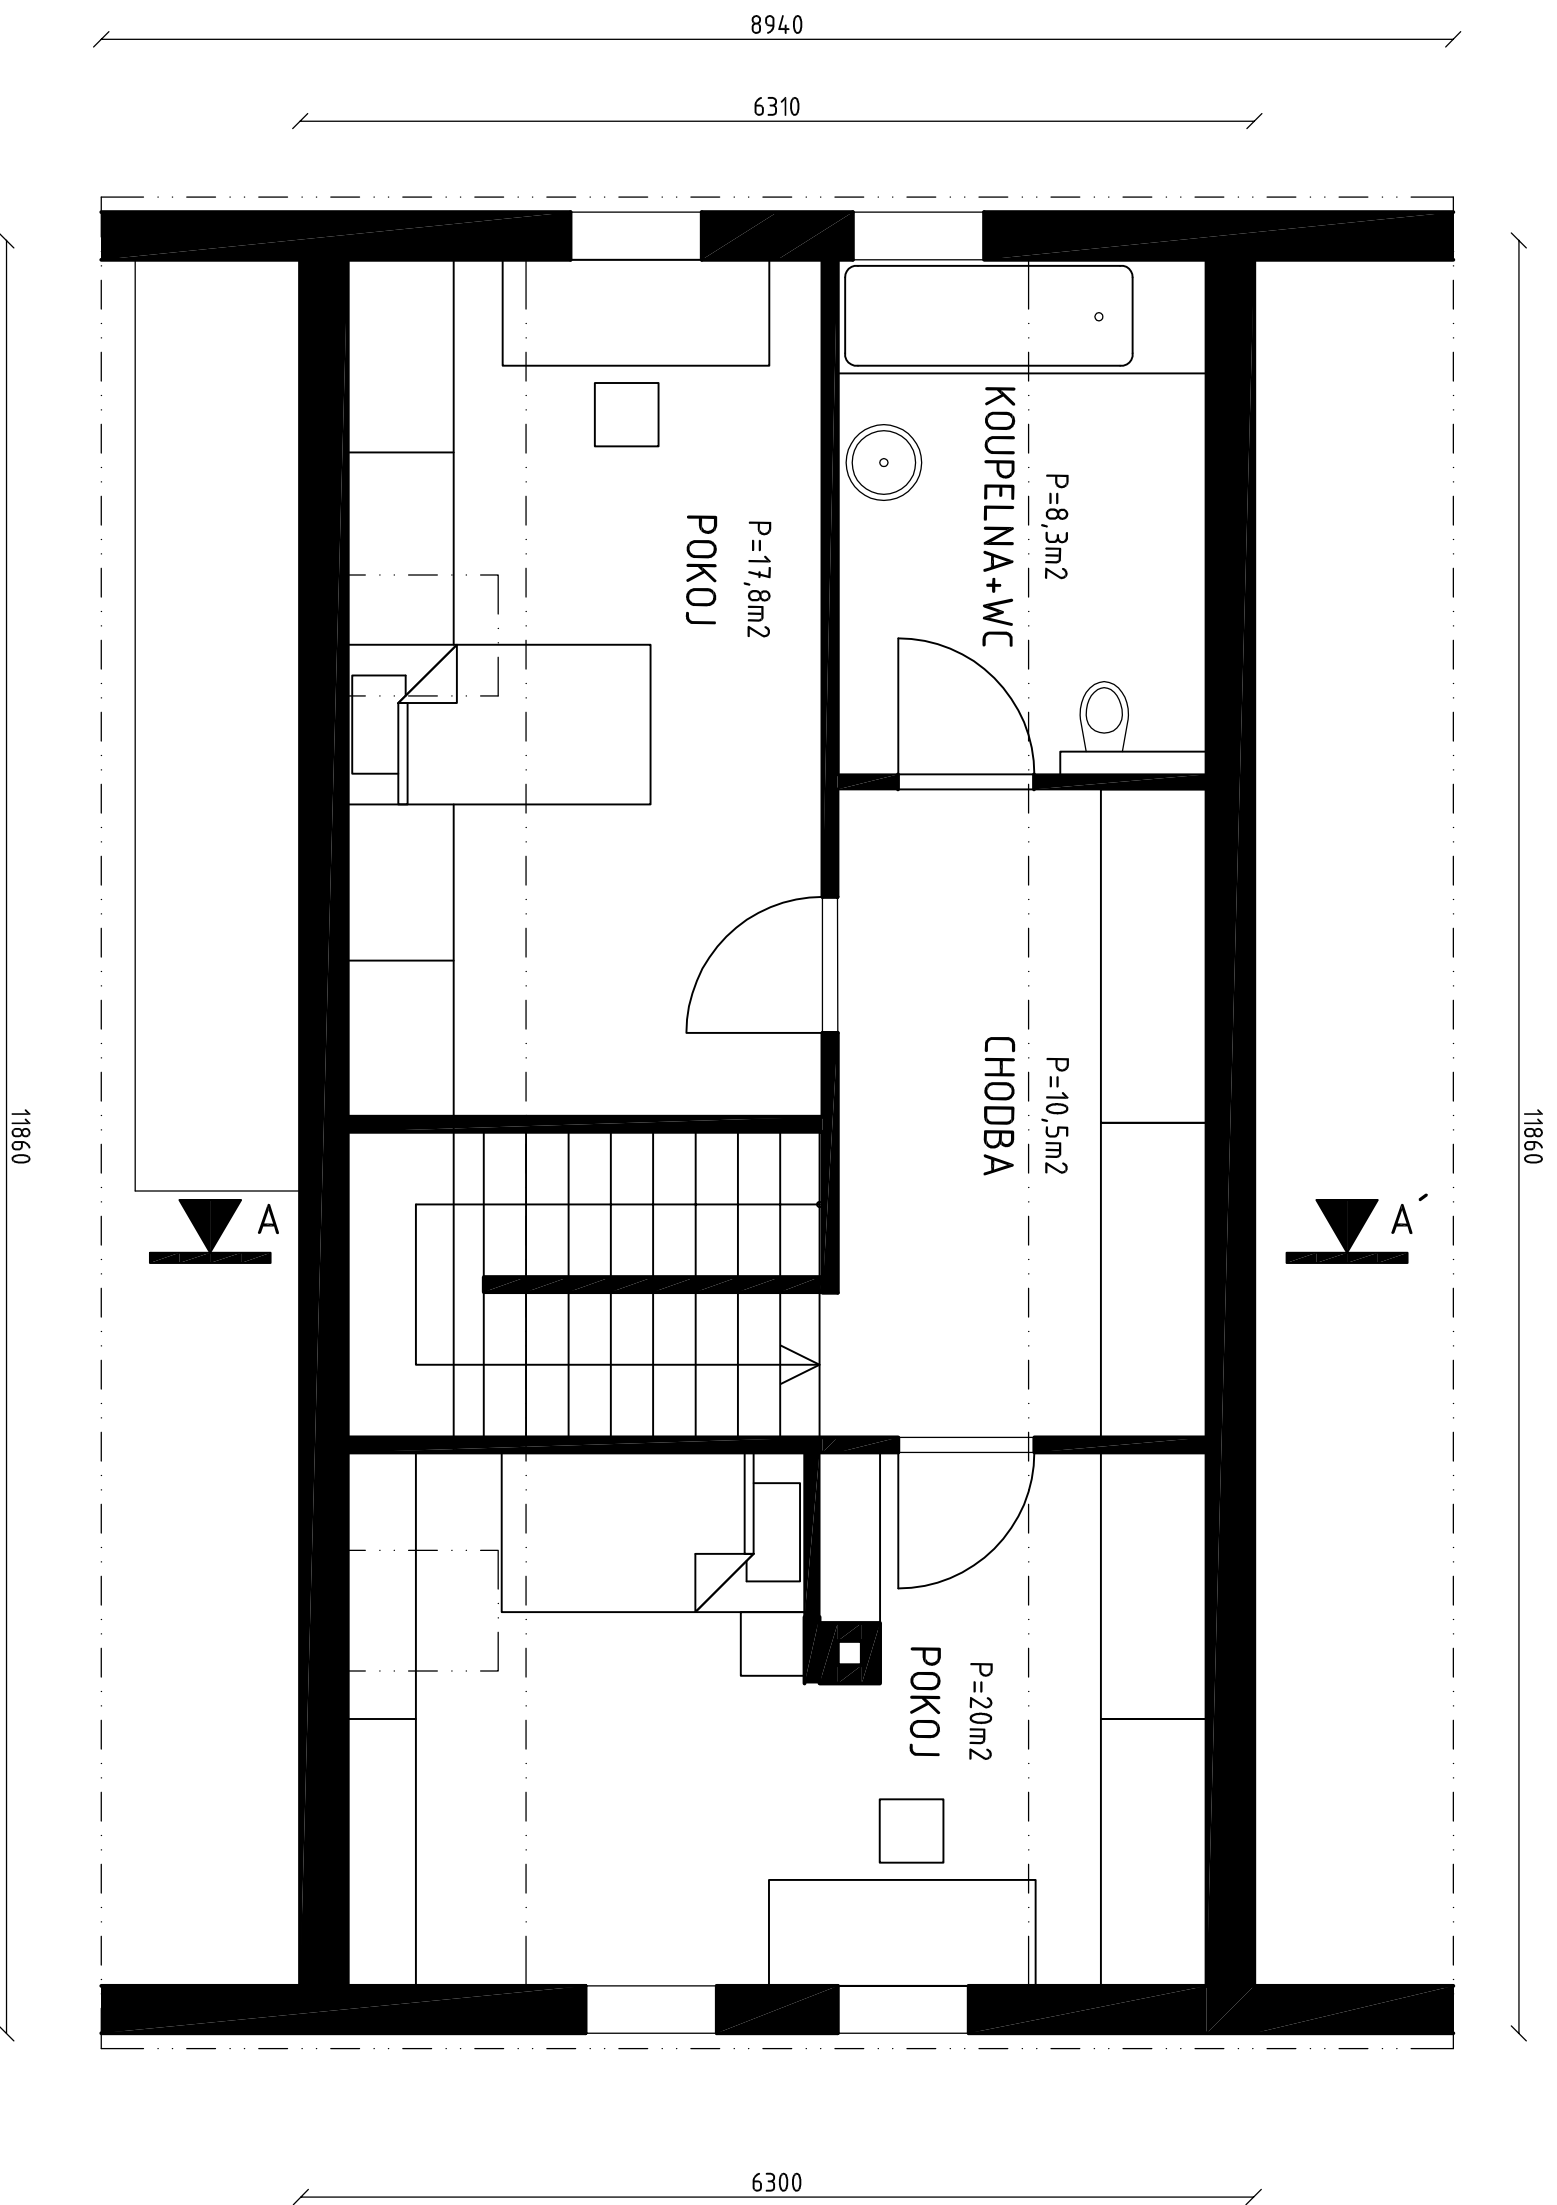 8940
6310
P=8,3m2
KOUPELNA+WC
P=17,8m2
POKOJ
P=10,5m2
CHODBA
11860
11860
A
A´
P=20m2
POKOJ
6300